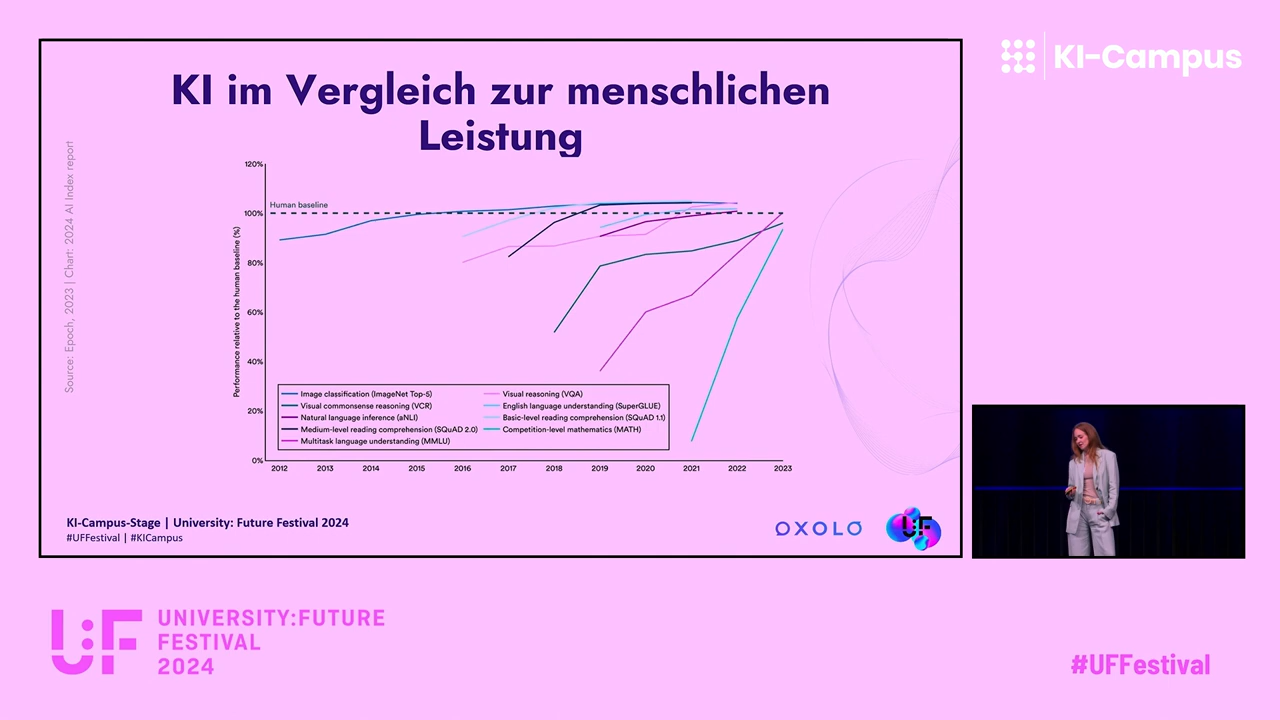 KI-Campus
KI im Vergleich zur menschlichen
Leistung
Source: Epoch, 2023 | Chart: 2024 AI Index report
Performance relative to the human baseline (%)
120%
100%
80%
60%
40%
20%
0%
Human baseline
Image classification (ImageNet Top-5)
Visual commonsense reasoning (VCR)
Natural language inference (aNLI)
Medium-level reading comprehension (SQuAD 2.0)
Multitask language understanding (MMLU)
Visual reasoning (VQA)
English language understanding (SuperGLUE)
Basic-level reading comprehension (SQuAD 1.1)
Competition-level mathematics (MATH)
2012 2013 2014 2015 2016 2017 2018 2019 2020 2021 2022 2023
KI-Campus-Stage | University: Future Festival 2024
#UFFestival | #KICampus
OXOLO
U:F
U:F
UNIVERSITY:FUTURE
FESTIVAL
2024
#UFFestival